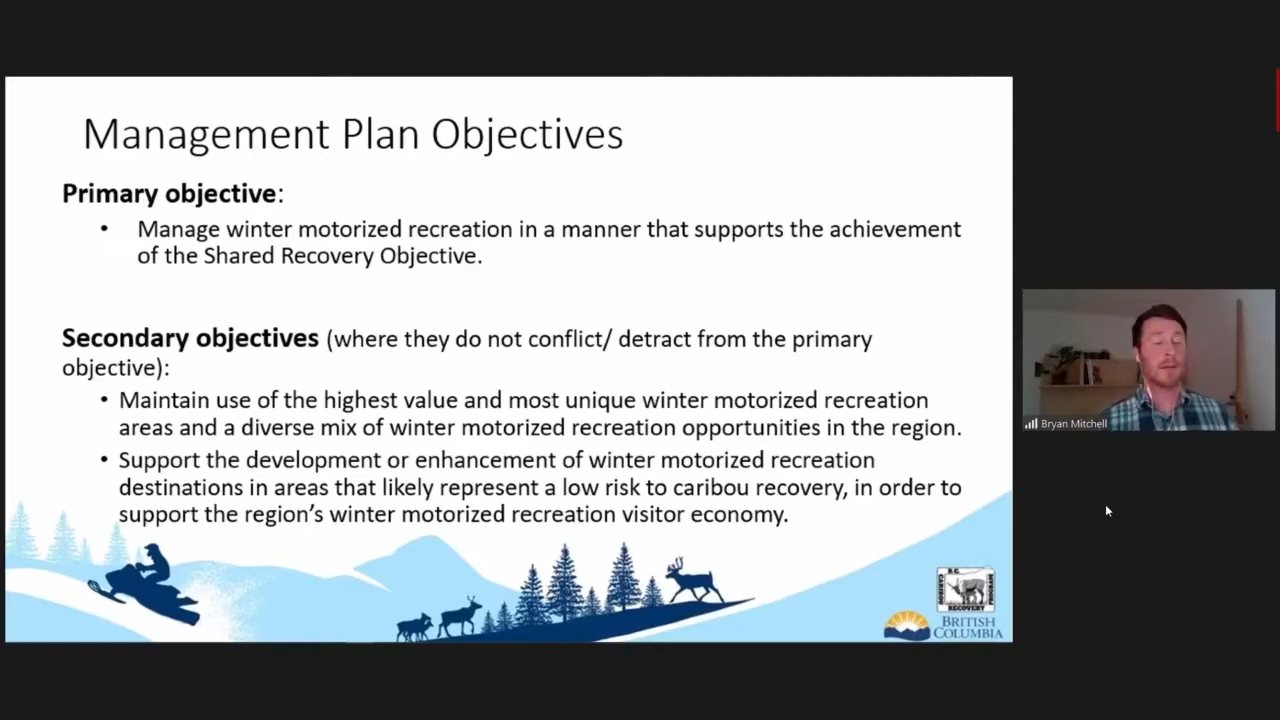 Management Plan Objectives
Primary objective:
• Manage winter motorized recreation in a manner that supports the achievement
of the Shared Recovery Objective.
Secondary objectives (where they do not conflict/ detract from the primary
objective):
• Maintain use of the highest value and most unique winter motorized recreation
areas and a diverse mix of winter motorized recreation opportunities in the region.
• Support the development or enhancement of winter motorized recreation
destinations in areas that likely represent a low risk to caribou recovery, in order to
support the region's winter motorized recreation visitor economy.
Bryan Mitchell
B.C.
CARIBOU
PROGRAM
RECOVERY
BRITISH
COLUMBIA